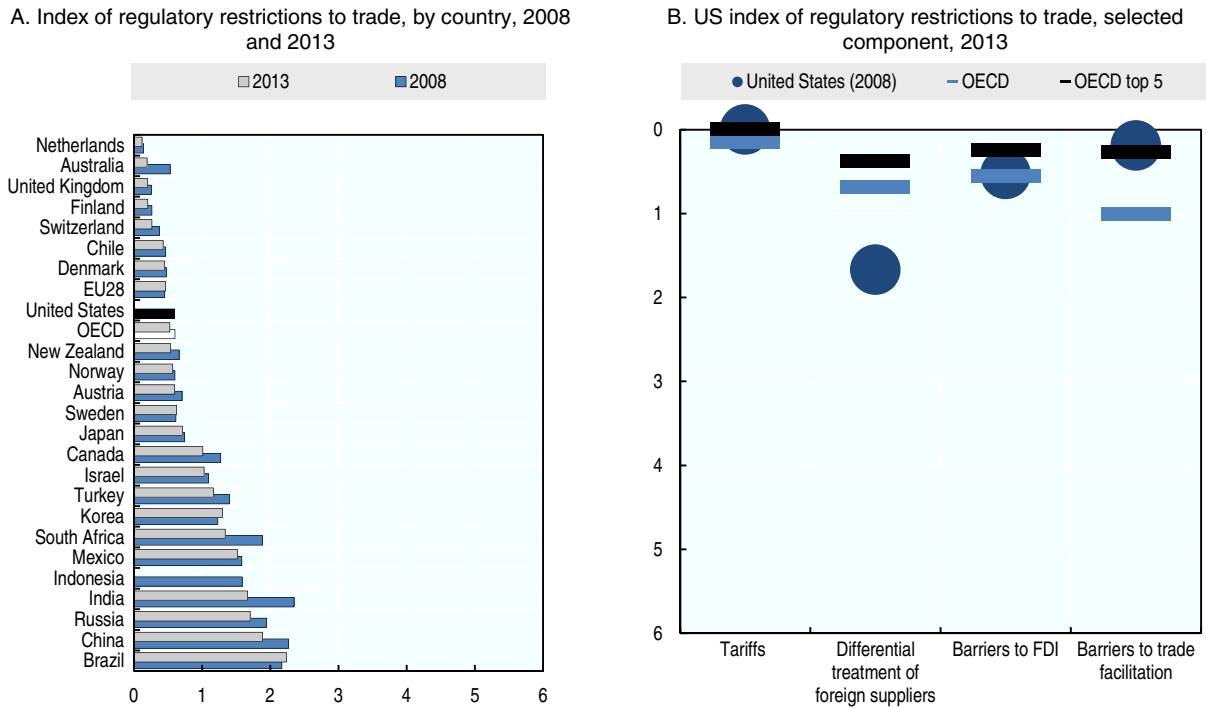 A. Index of regulatory restrictions to trade, by country, 2008
and 2013
2013
2008
Netherlands
Australia
United Kingdom
Finland
Switzerland
Chile
Denmark
EU28
United States
OECD
New Zealand
Norway
Austria
Sweden
Japan
Canada
Israel
Turkey
Korea
South Africa
Mexico
Indonesia
India
Russia
China
Brazil
0 1 2 3 4 5 6
B. US index of regulatory restrictions to trade, selected
component, 2013
United States (2008) OECD OECD top 5
0
1
2
3
4
5
6
Tariffs
Differential
treatment of
foreign suppliers
Barriers to FDI
Barriers to trade
facilitation